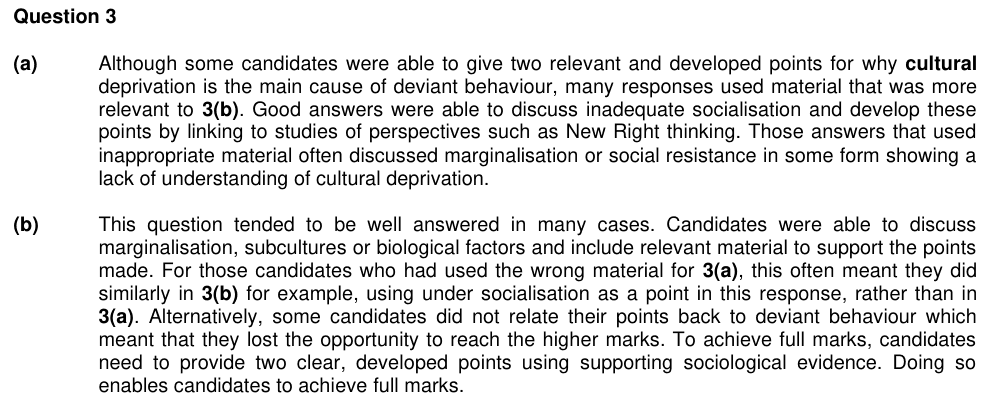 Question 3
(a) Although some candidates were able to give two relevant and developed points for why cultural
deprivation is the main cause of deviant behaviour, many responses used material that was more
relevant to 3(b). Good answers were able to discuss inadequate socialisation and develop these
points by linking to studies of perspectives such as New Right thinking. Those answers that used
inappropriate material often discussed marginalisation or social resistance in some form showing a
lack of understanding of cultural deprivation.
(b) This question tended to be well answered in many cases. Candidates were able to discuss
marginalisation, subcultures or biological factors and include relevant material to support the points
made. For those candidates who had used the wrong material for 3(a), this often meant they did
similarly in 3(b) for example, using under socialisation as a point in this response, rather than in
3(a). Alternatively, some candidates did not relate their points back to deviant behaviour which
meant that they lost the opportunity to reach the higher marks. To achieve full marks, candidates
need to provide two clear, developed points using supporting sociological evidence. Doing so
enables candidates to achieve full marks.